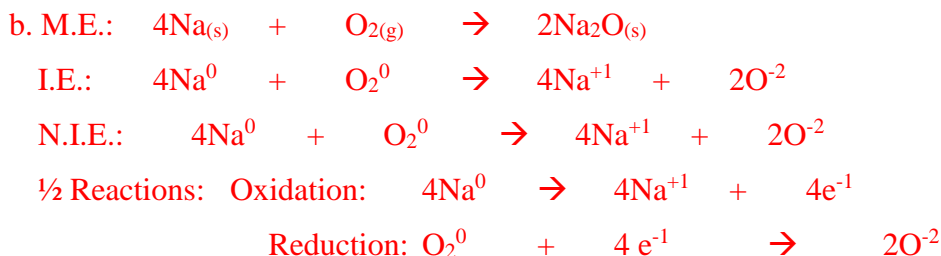 b. M.E.: 4Na(s) + O₂(g) → 2Na₂O(s)
I.E.: 4Na⁰ + O₂⁰ → 4Na⁺¹ + 2O⁻²
N.I.E.: 4Na⁰ + O₂⁰ → 4Na⁺¹ + 2O⁻²
½ Reactions: Oxidation: 4Na⁰ → 4Na⁺¹ + 4e⁻¹
Reduction: O₂⁰ + 4 e⁻¹ → 2O⁻²